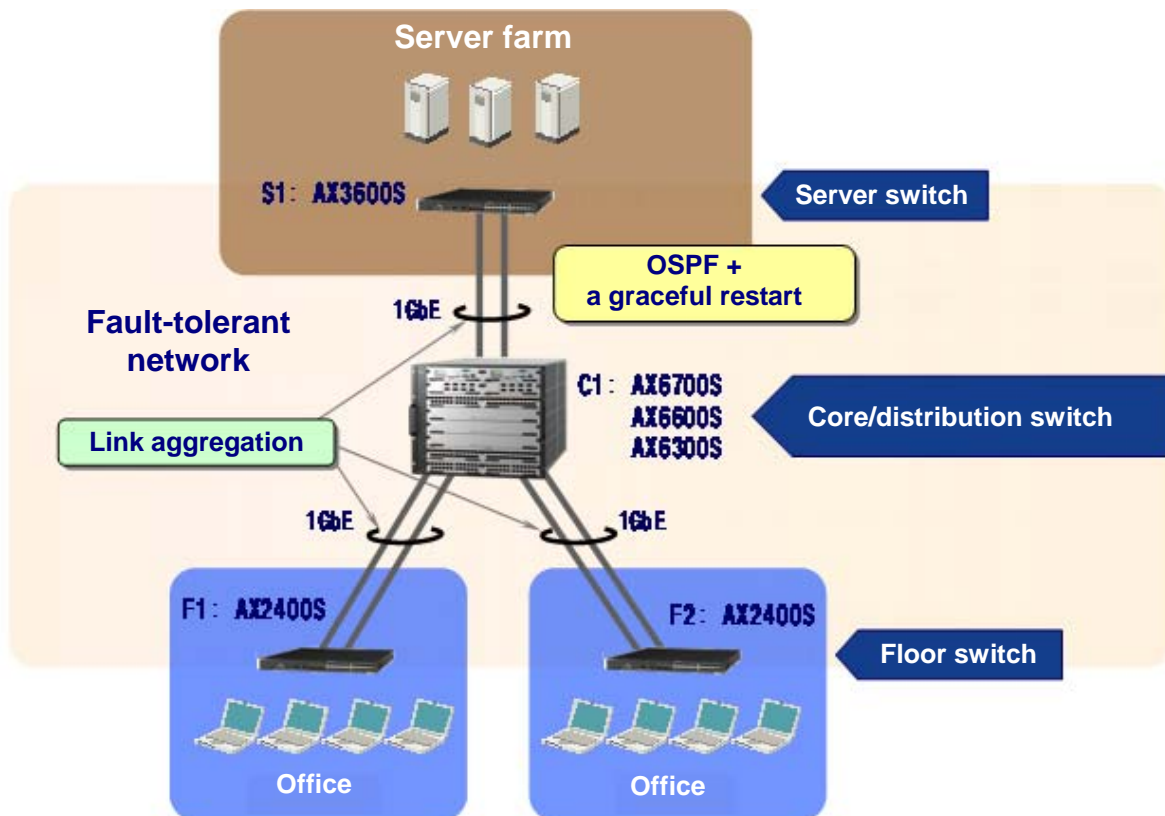 Server farm
S1: AX3600S
Server switch
OSPF +
a graceful restart
1GbE
Fault-tolerant
network
C1: AX6700S
AX6600S
AX6300S
Core/distribution switch
Link aggregation
1GbE
1GbE
F1: AX2400S
F2: AX2400S
Floor switch
Office
Office